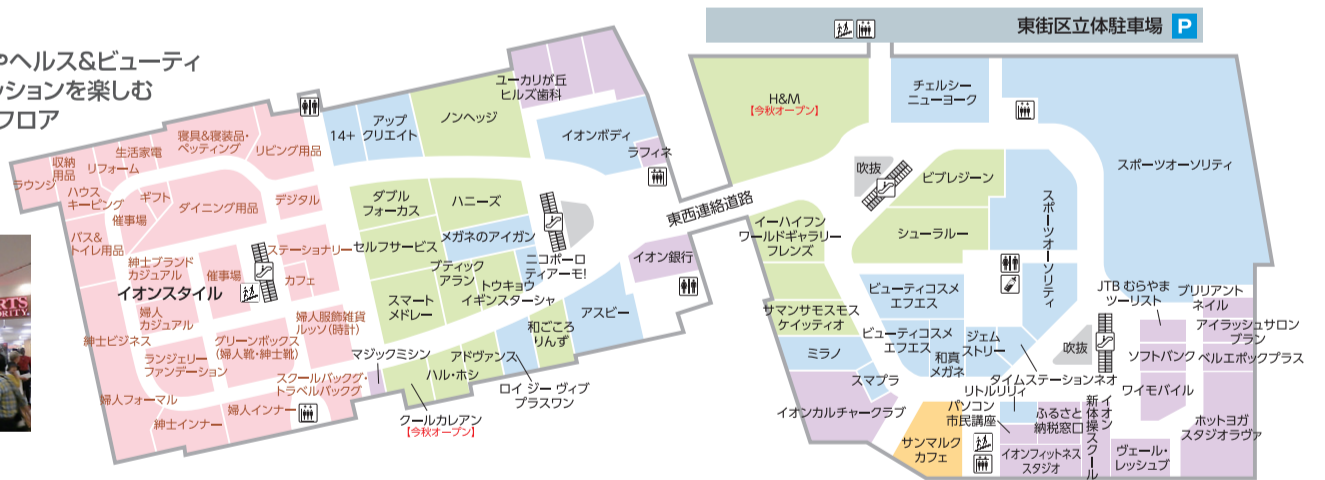 やヘルス&ビューティ
ッションを楽しむ
フロア
東街区立体駐車場 P
ユーカリが丘
ヒルズ歯科
ノンヘッジ
アップ
クリエイト
14+
イオンボディ
ラフィネ
寝具&寝装品・
ベッティング
リビング用品
生活家電
リフォーム
収納
用品
ラウンジ
ハウス
キーピング
ギフト
催事場
ダイニング用品
デジタル
バス&
トイレ用品
紳士ブランド
カジュアル
催事場
ステーショナリー
カフェ
イオンスタイル
婦人
カジュアル
紳士ビジネス
グリーンボックス
(婦人靴・紳士靴)
婦人服飾雑貨
ルッソ(時計)
ランジェリー
ファンデーション
スクールバッグ・
トラベルバッグ
婦人フォーマル
婦人インナー
紳士インナー
ダブル
フォーカス
ハニーズ
セルフサービス
メガネのアイガン
ブティック
アラン
ニコポーロ
ティアーモ!
トウキョウ
イギンスターシャ
スマート
メドレー
和ごころ
りんず
アスビー
マジックミシン
アドヴァンス
ハル・ホシ
ロイ ジー ヴィブ
プラスワン
クールカレアン
【今秋オープン】
イオン銀行
東西連絡道路
H&M
【今秋オープン】
チェルシー
ニューヨーク
スポーツオーソリティ
吹抜
ビブレジーン
シューラルー
スポーツオーソリティ
イーハイフン
ワールドギャラリー
フレンズ
サマンサモスモス
ケイッティオ
ミラノ
ビューティコスメ
エフエス
ビューティコスメ
エフエス
和真
メガネ
ジェム
ストリー
スマプラ
タイムステーションネオ
吹抜
イオンカルチャークラブ
サンマルク
カフェ
リトルリリィ
パソコン
市民講座
ふるさと
納税窓口
イオンフィットネス
スタジオ
イオン
新体操スクール
ヴェール・
レッシュブ
JTB むらやま
ツーリスト
ブリリアント
ネイル
アイラッシュサロン
ブラン
ソフトバンク
ベルエポックプラス
ワイモバイル
ホットヨガ
スタジオラヴァ
RTS
ORITY.